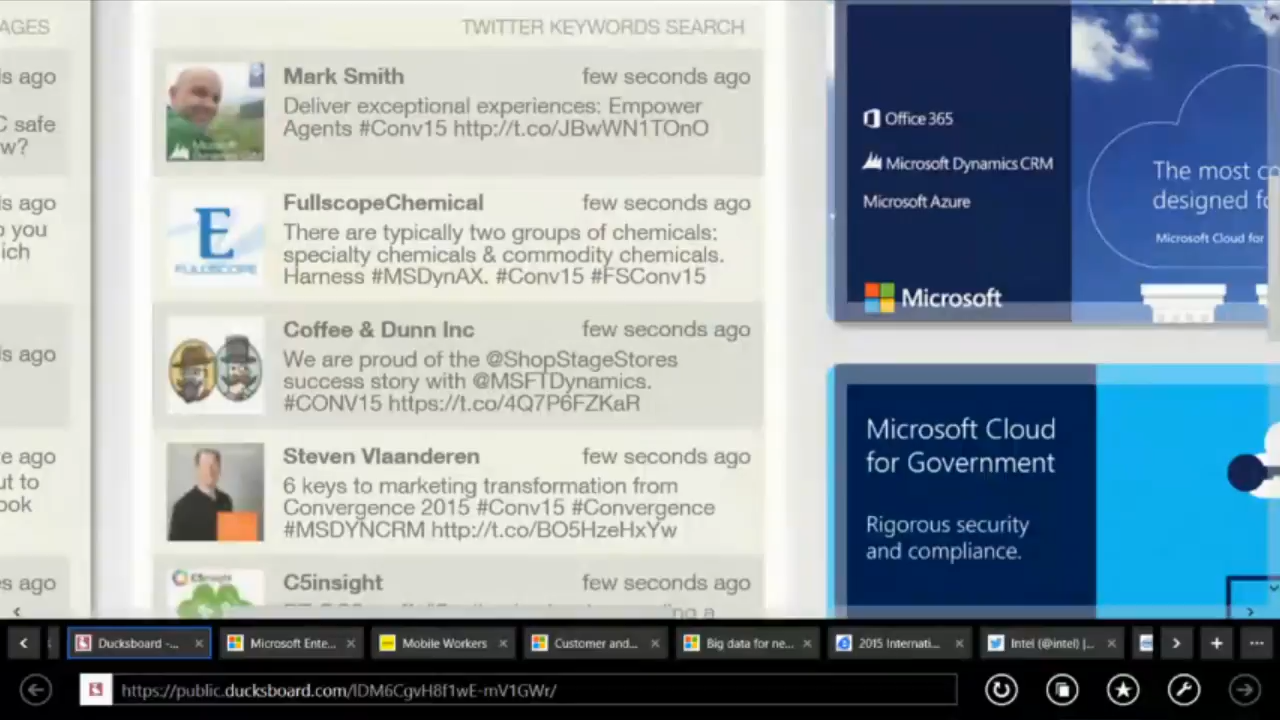 AGES
s ago
C safe
w?
s ago
o you
ich
s ago
e ago
ut to
ook
es ago
TWITTER KEYWORDS SEARCH
Mark Smith few seconds ago
Deliver exceptional experiences: Empower
Agents #Conv15 http://t.co/JBwWN1TOnO
FullscopeChemical few seconds ago
There are typically two groups of chemicals:
specialty chemicals & commodity chemicals.
Harness #MSDynAX. #Conv15 #FSConv15
Coffee & Dunn Inc few seconds ago
We are proud of the @ShopStageStores
success story with @MSFTDynamics.
#CONV15 https://t.co/4Q7P6FZKaR
Steven Vlaanderen few seconds ago
6 keys to marketing transformation from
Convergence 2015 #Conv15 #Convergence
#MSDYNCRM http://t.co/BO5HzeHxYw
C5insight few seconds ago
Office 365
Microsoft Dynamics CRM
Microsoft Azure
Microsoft
The most co
designed fo
Microsoft Cloud for
Microsoft Cloud
for Government
Rigorous security
and compliance.
Ducksboard -...
Microsoft Ente...
Mobile Workers
Customer and...
Big data for ne...
2015 Internati...
Intel (@intel) |...
https://public.ducksboard.com/lDM6CgvH8f1wE-mV1GWr/